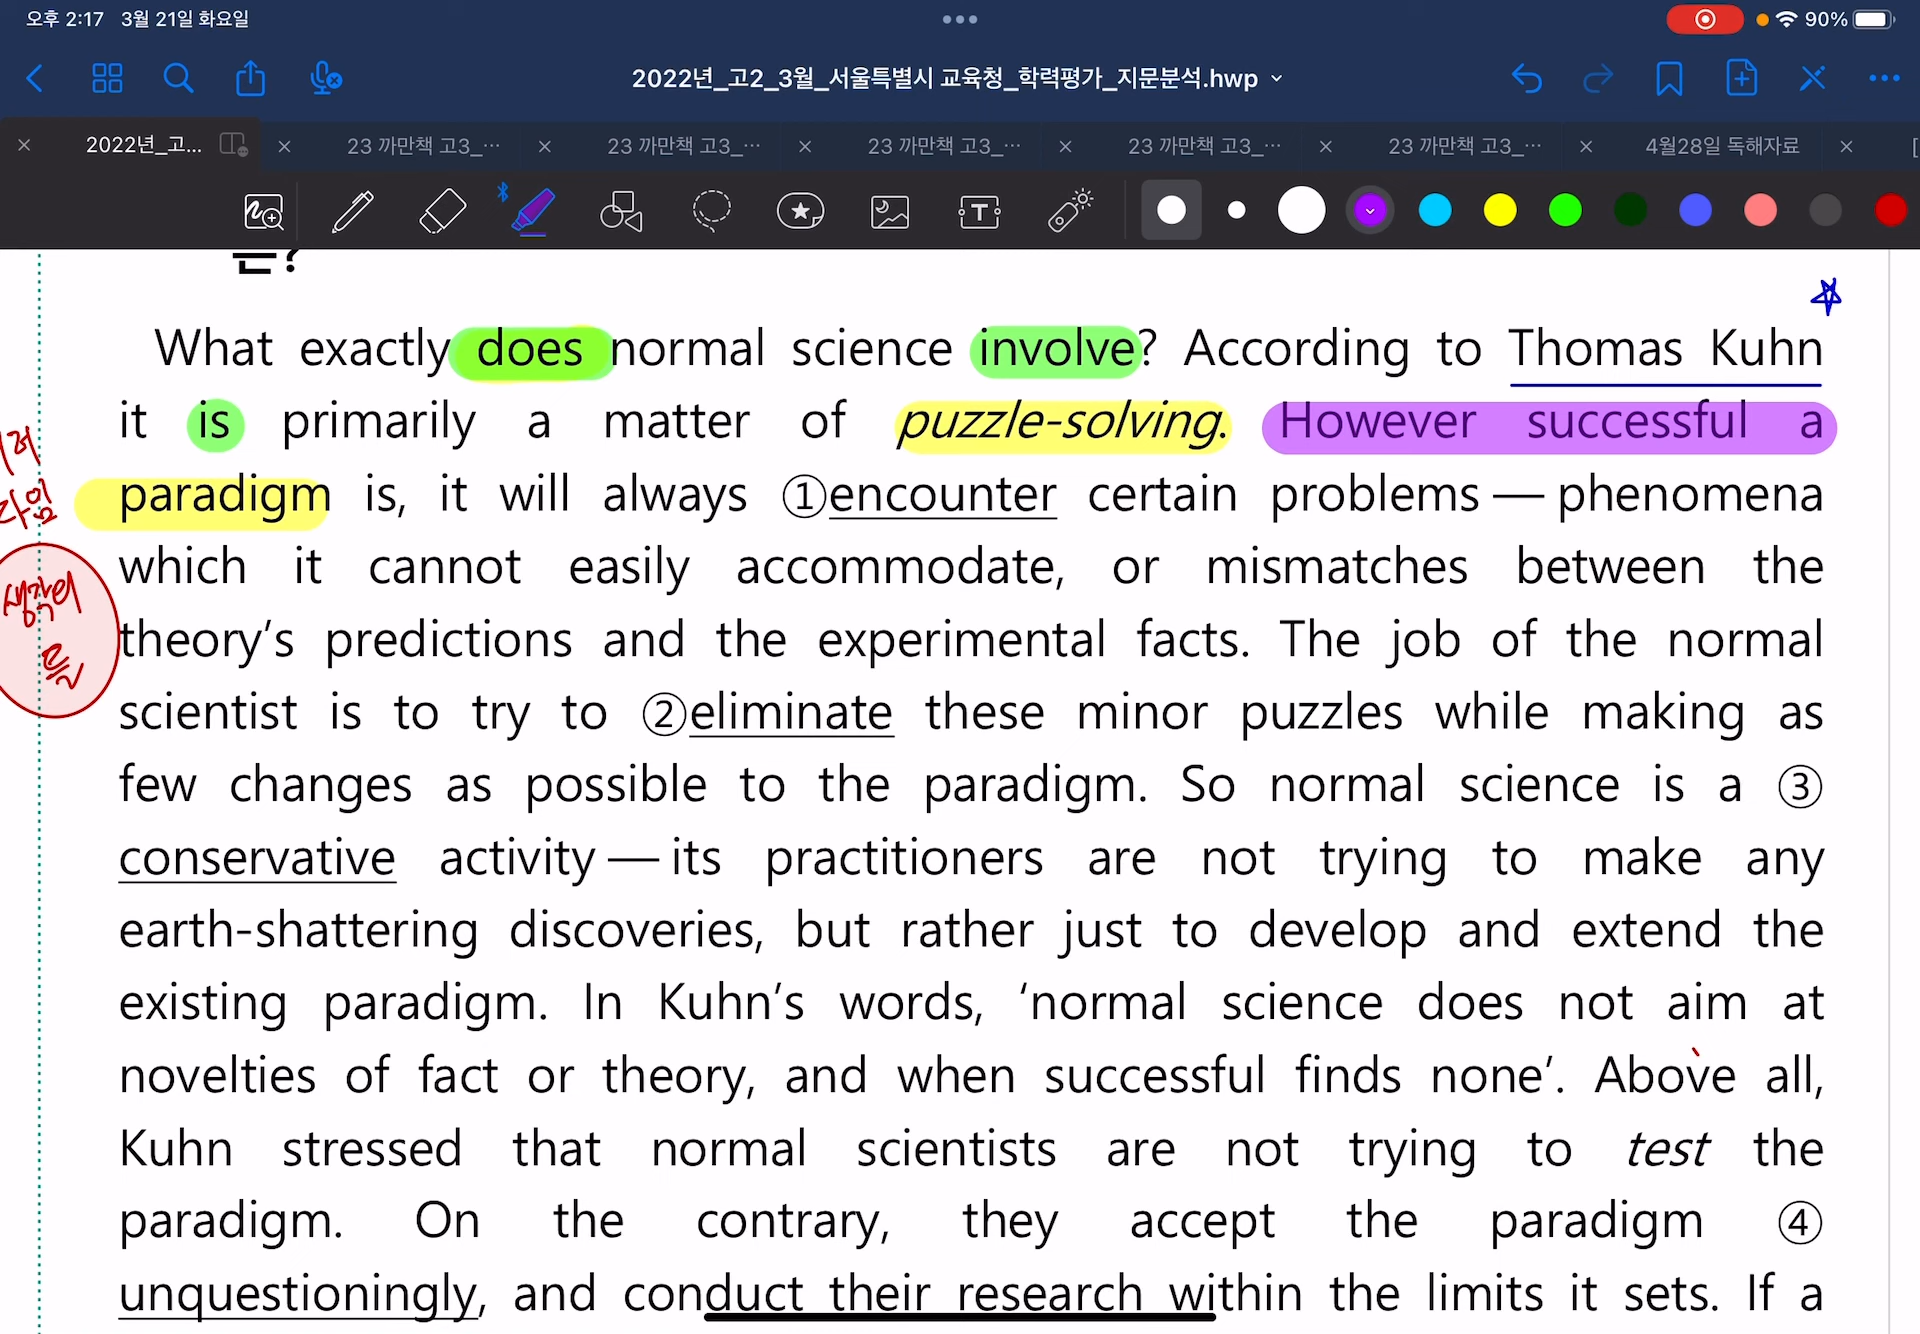 오후 2:17 3월 21일 화요일
90%
2022년_고2_3월_서울특별시 교육청_학력평가_지문분석.hwp
2022년_고... 23 까만책 고3_... 23 까만책 고3_... 23 까만책 고3_... 23 까만책 고3_... 23 까만책 고3_... 4월28일 독해자료
은?
What exactly does normal science involve? According to Thomas Kuhn
it is primarily a matter of puzzle-solving. However successful a
paradigm is, it will always ①encounter certain problems—phenomena
which it cannot easily accommodate, or mismatches between the
theory’s predictions and the experimental facts. The job of the normal
scientist is to try to ②eliminate these minor puzzles while making as
few changes as possible to the paradigm. So normal science is a ③
conservative activity—its practitioners are not trying to make any
earth-shattering discoveries, but rather just to develop and extend the
existing paradigm. In Kuhn’s words, ‘normal science does not aim at
novelties of fact or theory, and when successful finds none’. Above all,
Kuhn stressed that normal scientists are not trying to test the
paradigm. On the contrary, they accept the paradigm ④
unquestioningly, and conduct their research within the limits it sets. If a
다임
생각의
틀